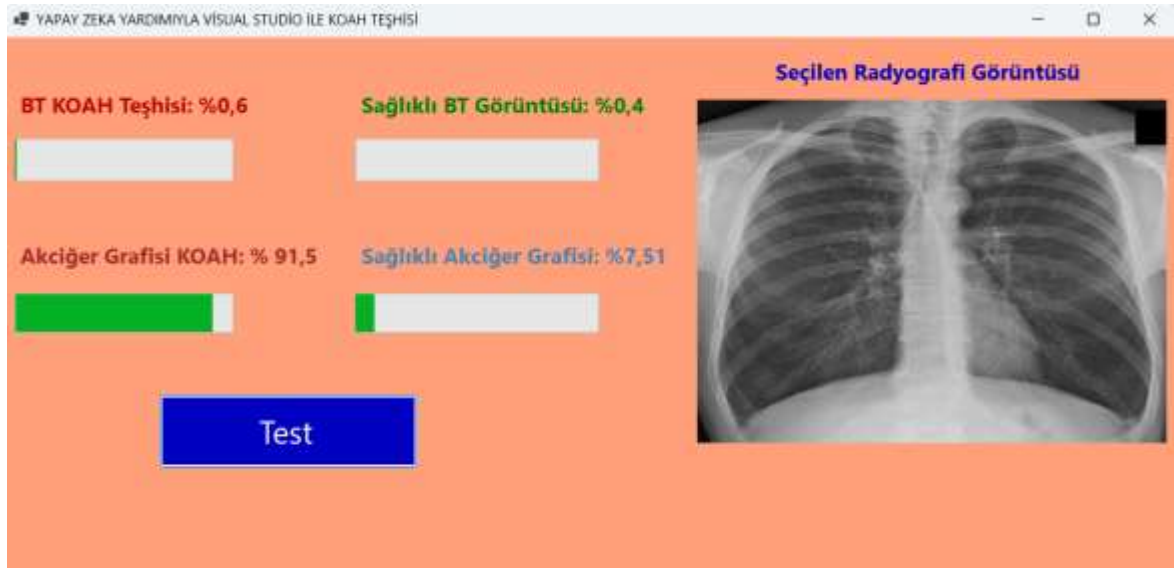 YAPAY ZEKA YARDIMIYLA VİSUAL STUDİO İLE KOAH TEŞHİSİ
Seçilen Radyografi Görüntüsü
BT KOAH Teşhisi: %0,6
Sağlıklı BT Görüntüsü: %0,4
Akciğer Grafisi KOAH: % 91,5
Sağlıklı Akciğer Grafisi: %7,51
Test